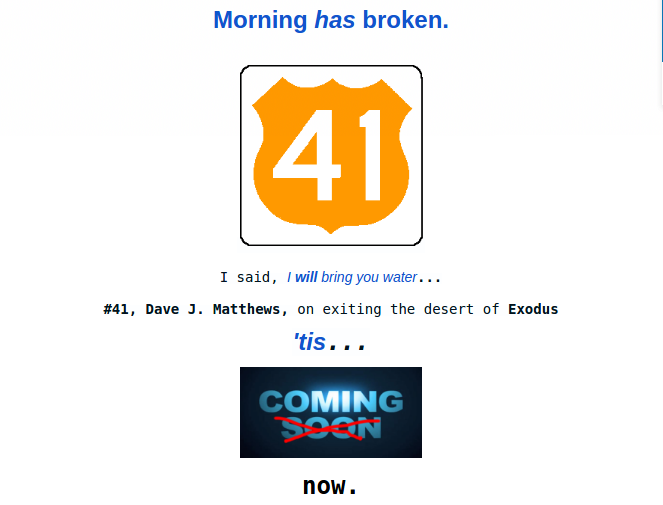 Morning has broken.
41
I said, I will bring you water...
#41, Dave J. Matthews, on exiting the desert of Exodus
'tis...
COMING
SOON
now.